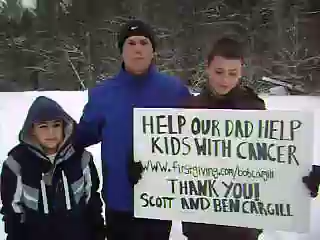 HELP OUR DAD HELP
KIDS WITH CANCER
WWW.firstgiving.com/bobcargill
THANK YOU!
SCOTT AND BEN CARGILL